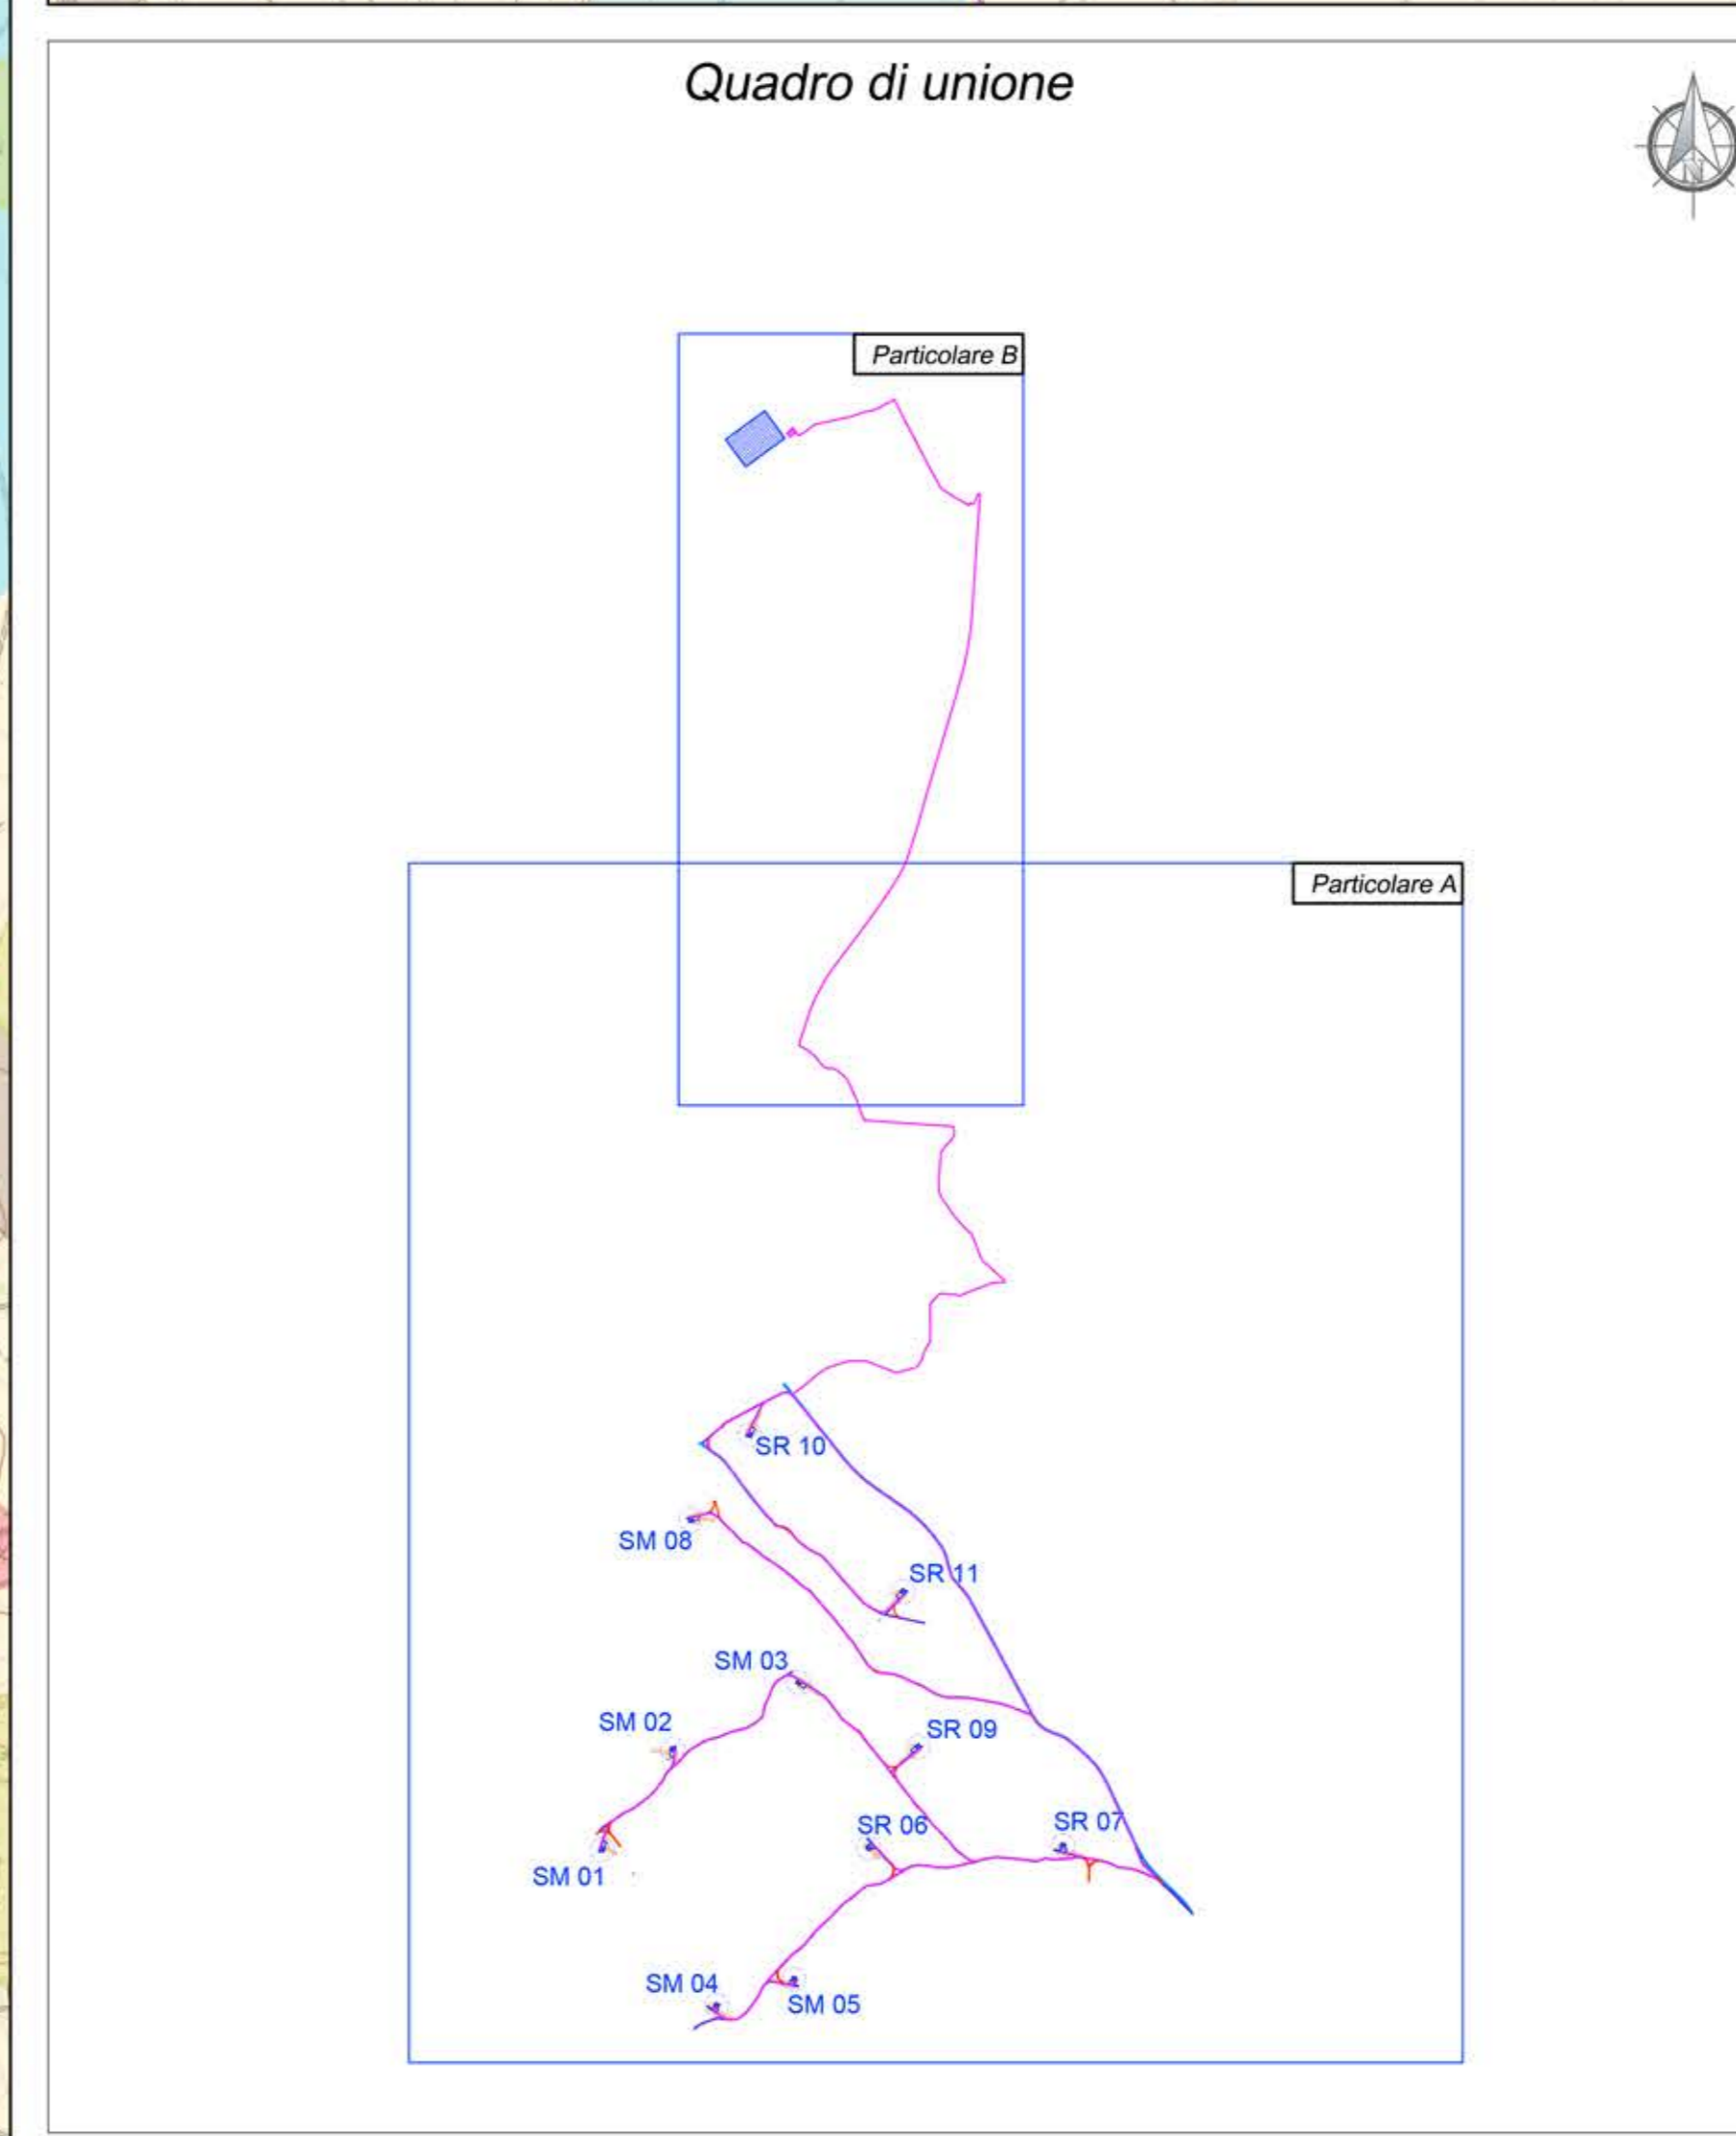 Quadro di unione
N
Particolare B
Particolare A
SR 10
SM 08
SR 11
SM 03
SM 02
SR 09
SR 06
SR 07
SM 01
SM 04
SM 05